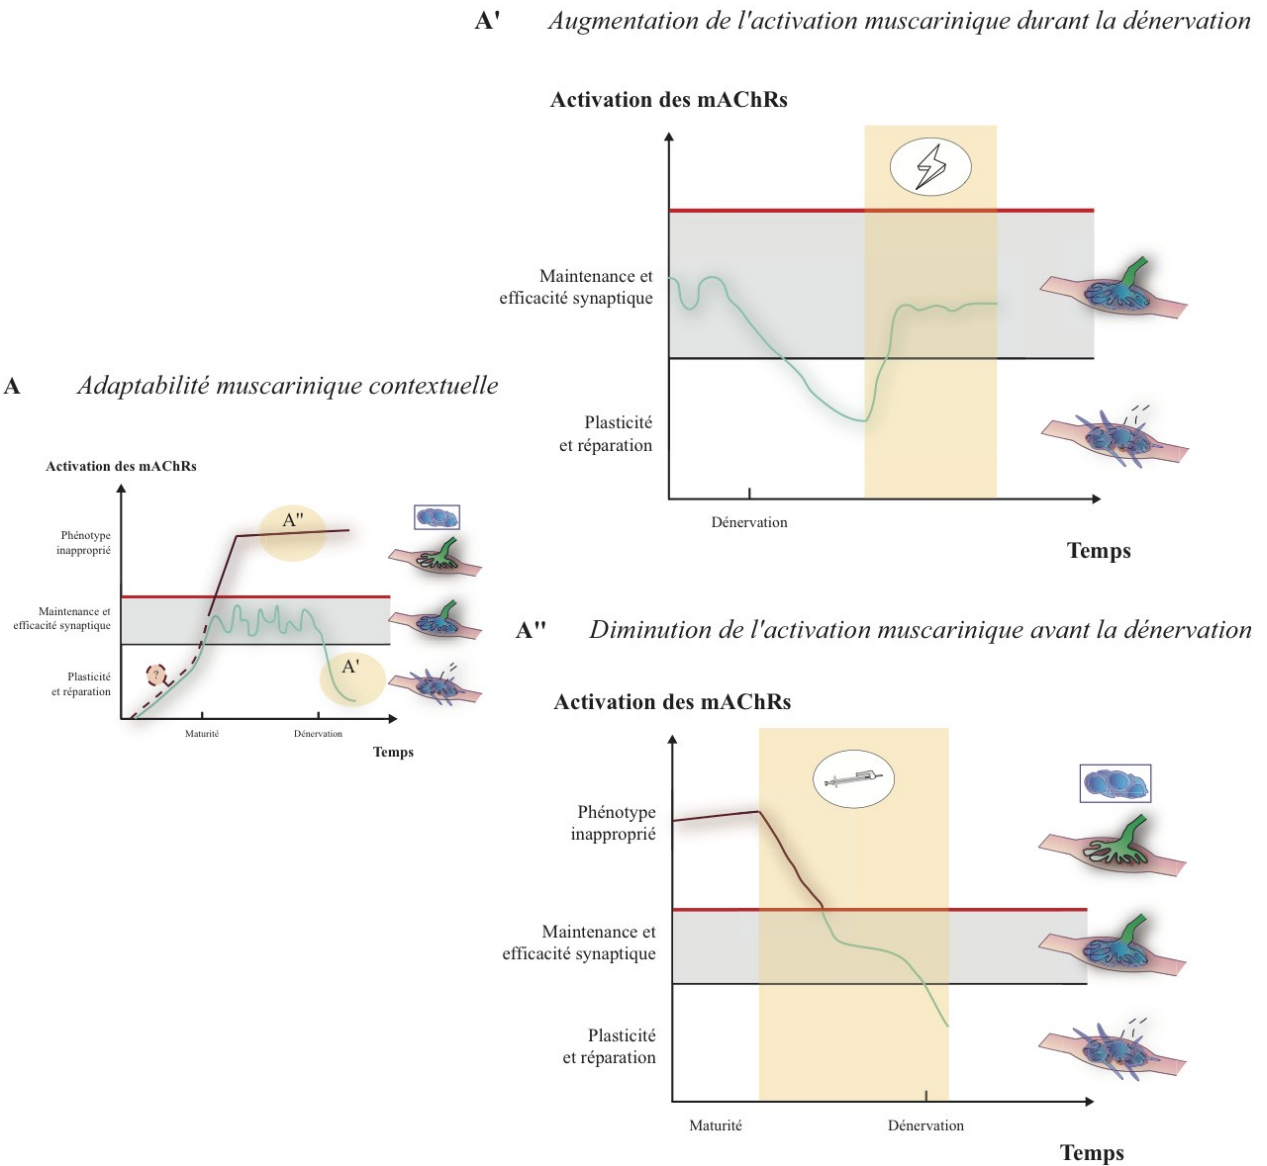 A' Augmentation de l'activation muscarinique durant la dénervation
Activation des mAChRs
Maintenance et
efficacité synaptique
Plasticité
et réparation
Dénervation
Temps
A Adaptabilité muscarinique contextuelle
Activation des mAChRs
Phénotype
inapproprié
A''
Maintenance et
efficacité synaptique
?
A'
Plasticité
et réparation
Maturité Dénervation
Temps
A'' Diminution de l'activation muscarinique avant la dénervation
Activation des mAChRs
Phénotype
inapproprié
Maintenance et
efficacité synaptique
Plasticité
et réparation
Maturité Dénervation
Temps